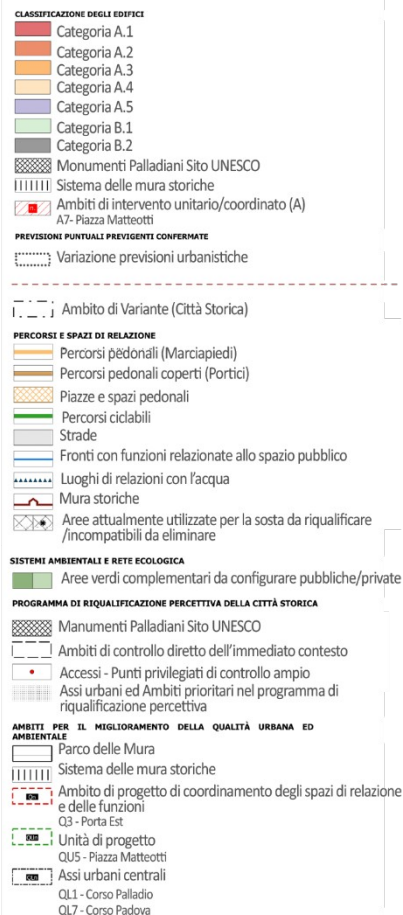 CLASSIFICAZIONE DEGLI EDIFICI
Categoria A.1
Categoria A.2
Categoria A.3
Categoria A.4
Categoria A.5
Categoria B.1
Categoria B.2
Monumenti Palladiani Sito UNESCO
Sistema delle mura storiche
Ambiti di intervento unitario/coordinato (A)
A7- Piazza Matteotti
PREVISIONI PUNTUALI PREVIGENTI CONFERMATE
Variazione previsioni urbanistiche
Ambito di Variante (Città Storica)
PERCORSI E SPAZI DI RELAZIONE
Percorsi pedonali (Marciapiedi)
Percorsi pedonali coperti (Portici)
Piazze e spazi pedonali
Percorsi ciclabili
Strade
Fronti con funzioni relazionate allo spazio pubblico
Luoghi di relazioni con l'acqua
Mura storiche
Aree attualmente utilizzate per la sosta da riqualificare
/incompatibili da eliminare
SISTEMI AMBIENTALI E RETE ECOLOGICA
Aree verdi complementari da configurare pubbliche/private
PROGRAMMA DI RIQUALIFICAZIONE PERCETTIVA DELLA CITTÀ STORICA
Manumenti Palladiani Sito UNESCO
Ambiti di controllo diretto dell'immediato contesto
Accessi - Punti privilegiati di controllo ampio
Assi urbani ed Ambiti prioritari nel programma di
riqualificazione percettiva
AMBITI PER IL MIGLIORAMENTO DELLA QUALITÀ URBANA ED
AMBIENTALE
Parco delle Mura
Sistema delle mura storiche
Ambito di progetto di coordinamento degli spazi di relazione
e delle funzioni
Q3 - Porta Est
Unità di progetto
QU5 - Piazza Matteotti
Assi urbani centrali
QL1 - Corso Palladio
QL7 - Corso Padova